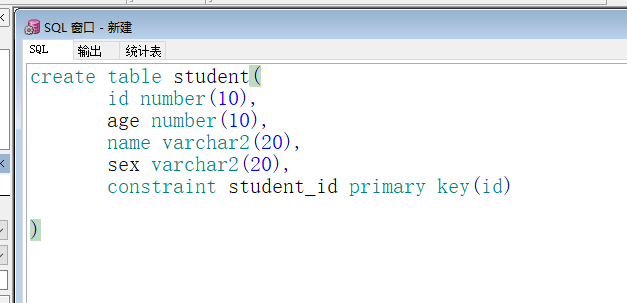 SQL 窗口 - 新建
SQL 输出 统计表
create table student(
id number(10),
age number(10),
name varchar2(20),
sex varchar2(20),
constraint student_id primary key(id)
)